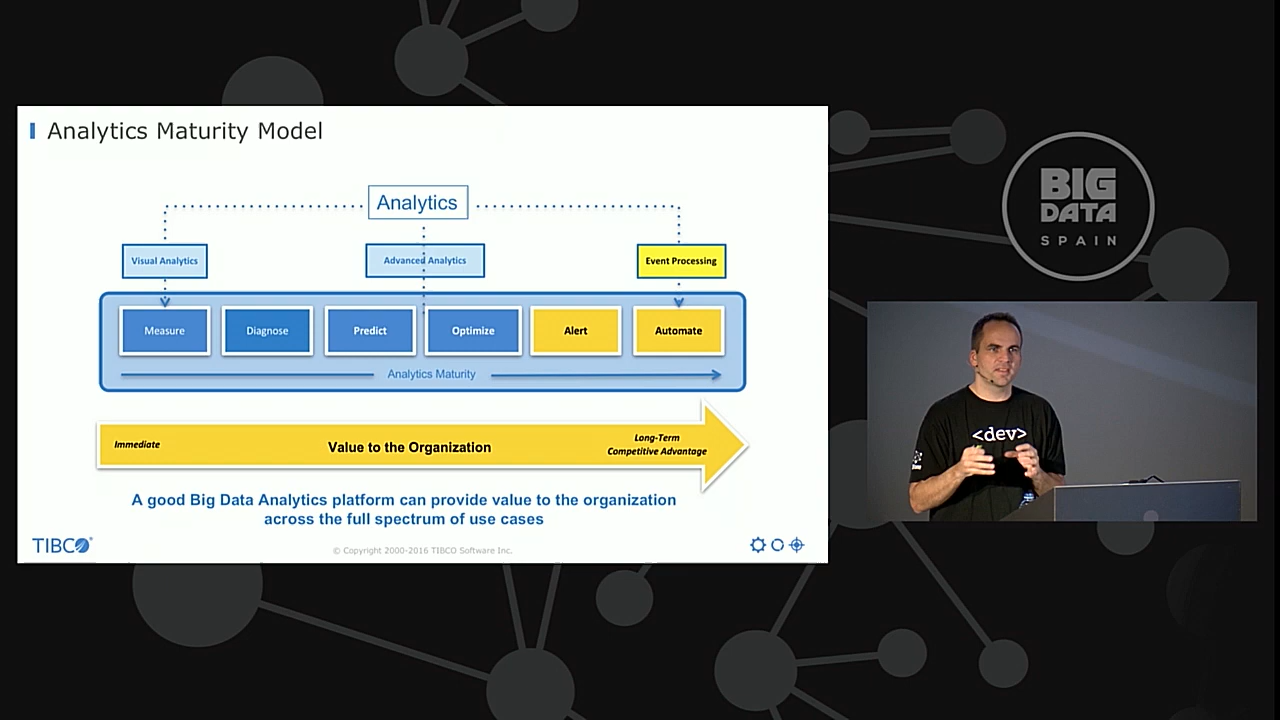 Analytics Maturity Model
Analytics
Visual Analytics
Advanced Analytics
Event Processing
Measure
Diagnose
Predict
Optimize
Alert
Automate
Analytics Maturity
Immediate
Value to the Organization
Long-Term
Competitive Advantage
A good Big Data Analytics platform can provide value to the organization
across the full spectrum of use cases
TIBCO
© Copyright 2000-2016 TIBCO Software Inc.
BIG
DATA
SPAIN
<dev>